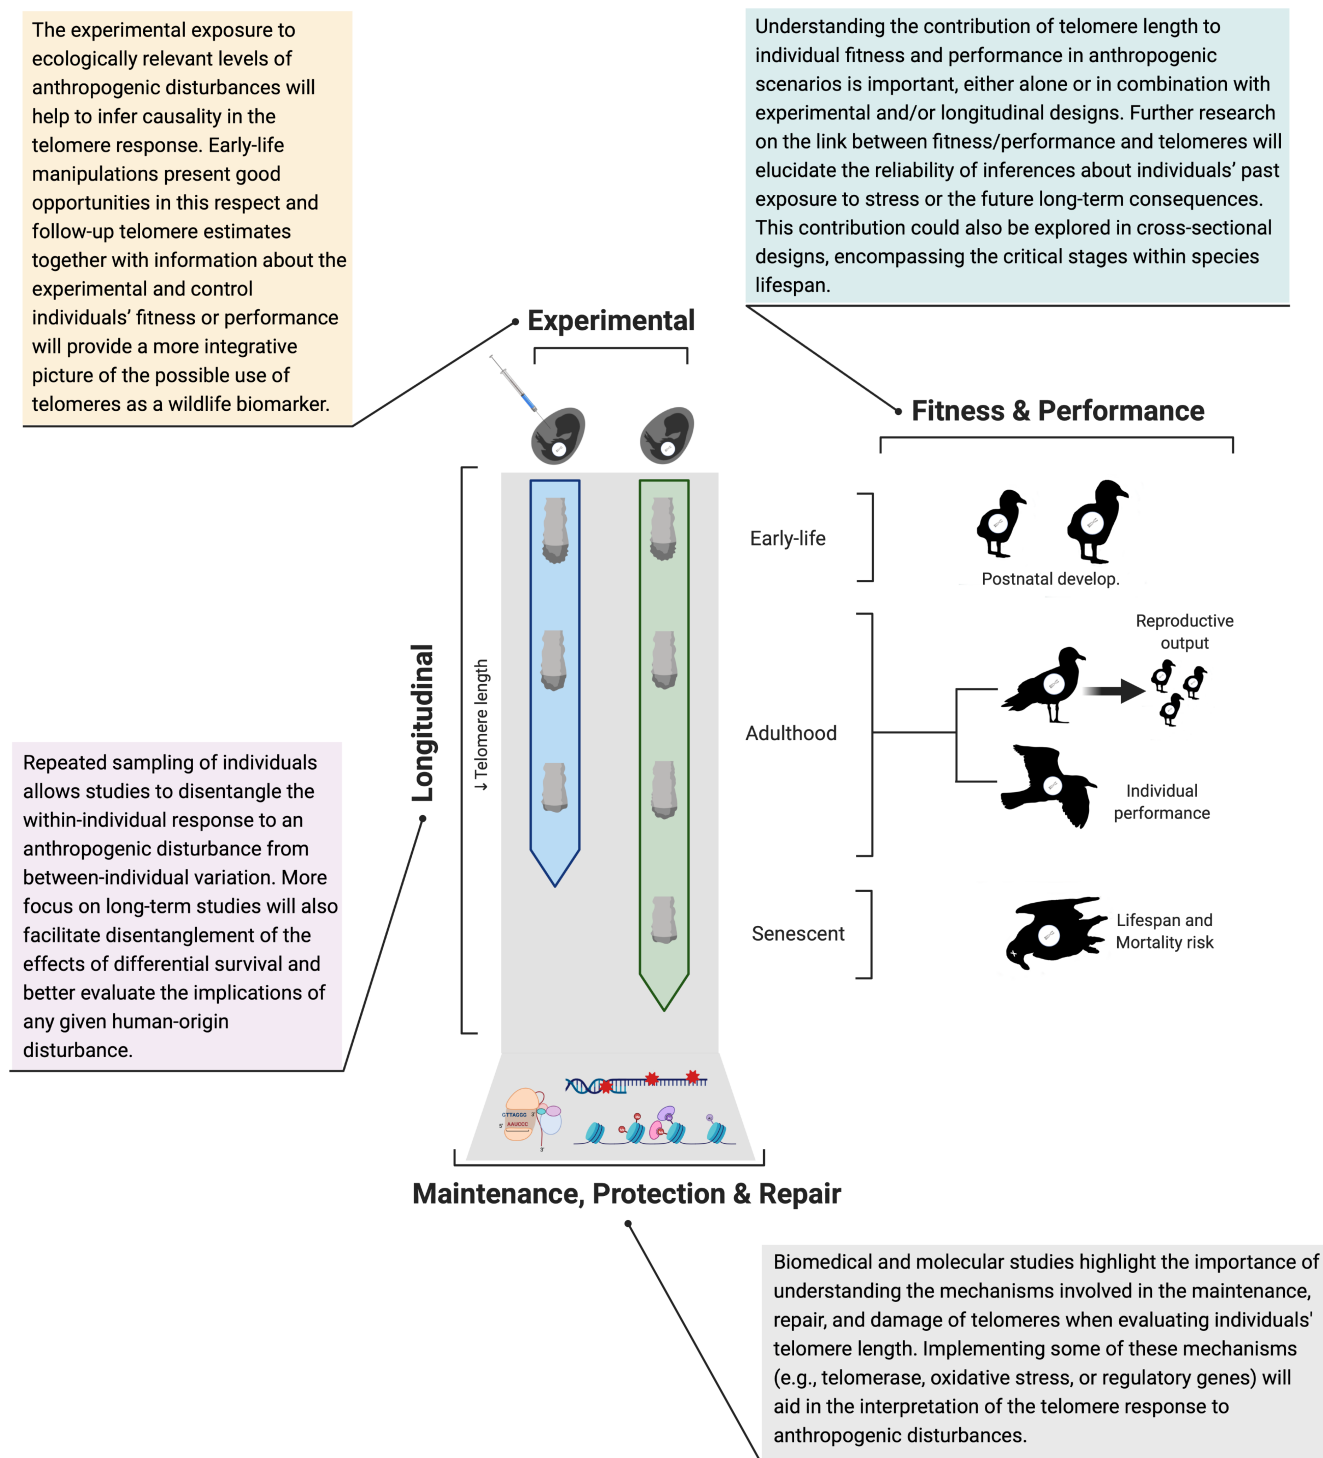 The experimental exposure to
ecologically relevant levels of
anthropogenic disturbances will
help to infer causality in the
telomere response. Early-life
manipulations present good
opportunities in this respect and
follow-up telomere estimates
together with information about the
experimental and control
individuals’ fitness or performance
will provide a more integrative
picture of the possible use of
telomeres as a wildlife biomarker.
Understanding the contribution of telomere length to
individual fitness and performance in anthropogenic
scenarios is important, either alone or in combination with
experimental and/or longitudinal designs. Further research
on the link between fitness/performance and telomeres will
elucidate the reliability of inferences about individuals’ past
exposure to stress or the future long-term consequences.
This contribution could also be explored in cross-sectional
designs, encompassing the critical stages within species
lifespan.
Experimental
Fitness & Performance
Early-life
Postnatal develop.
Adulthood
Reproductive
output
Individual
performance
Senescent
Lifespan and
Mortality risk
Longitudinal
↓Telomere length
Repeated sampling of individuals
allows studies to disentangle the
within-individual response to an
anthropogenic disturbance from
between-individual variation. More
focus on long-term studies will also
facilitate disentanglement of the
effects of differential survival and
better evaluate the implications of
any given human-origin
disturbance.
GTTAGGG 3'
5' AAUCCC
3'
Maintenance, Protection & Repair
Biomedical and molecular studies highlight the importance of
understanding the mechanisms involved in the maintenance,
repair, and damage of telomeres when evaluating individuals'
telomere length. Implementing some of these mechanisms
(e.g., telomerase, oxidative stress, or regulatory genes) will
aid in the interpretation of the telomere response to
anthropogenic disturbances.